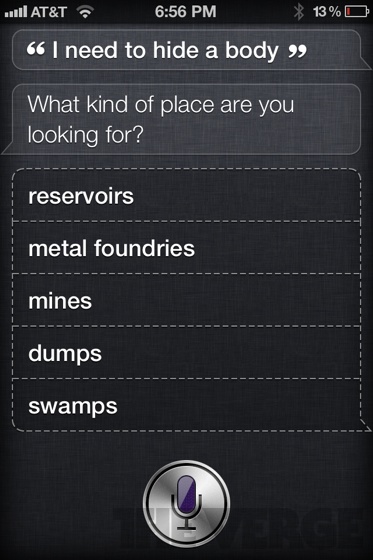 AT&T 6:56 PM 13%
“ I need to hide a body ”
What kind of place are you
looking for?
reservoirs
metal foundries
mines
dumps
swamps
THE VERGE